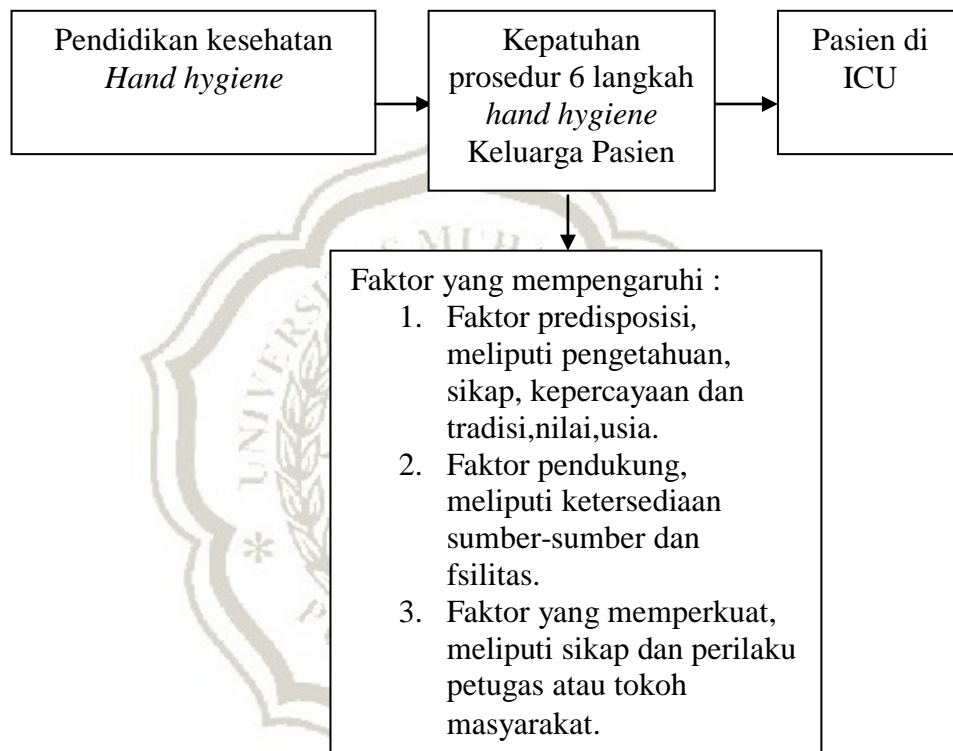 Pendidikan kesehatan
Hand hygiene
Kepatuhan
prosedur 6 langkah
hand hygiene
Keluarga Pasien
Pasien di
ICU
Faktor yang mempengaruhi :
1. Faktor predisposisi,
meliputi pengetahuan,
sikap, kepercayaan dan
tradisi,nilai,usia.
2. Faktor pendukung,
meliputi ketersediaan
sumber-sumber dan
fsilitas.
3. Faktor yang memperkuat,
meliputi sikap dan perilaku
petugas atau tokoh
masyarakat.